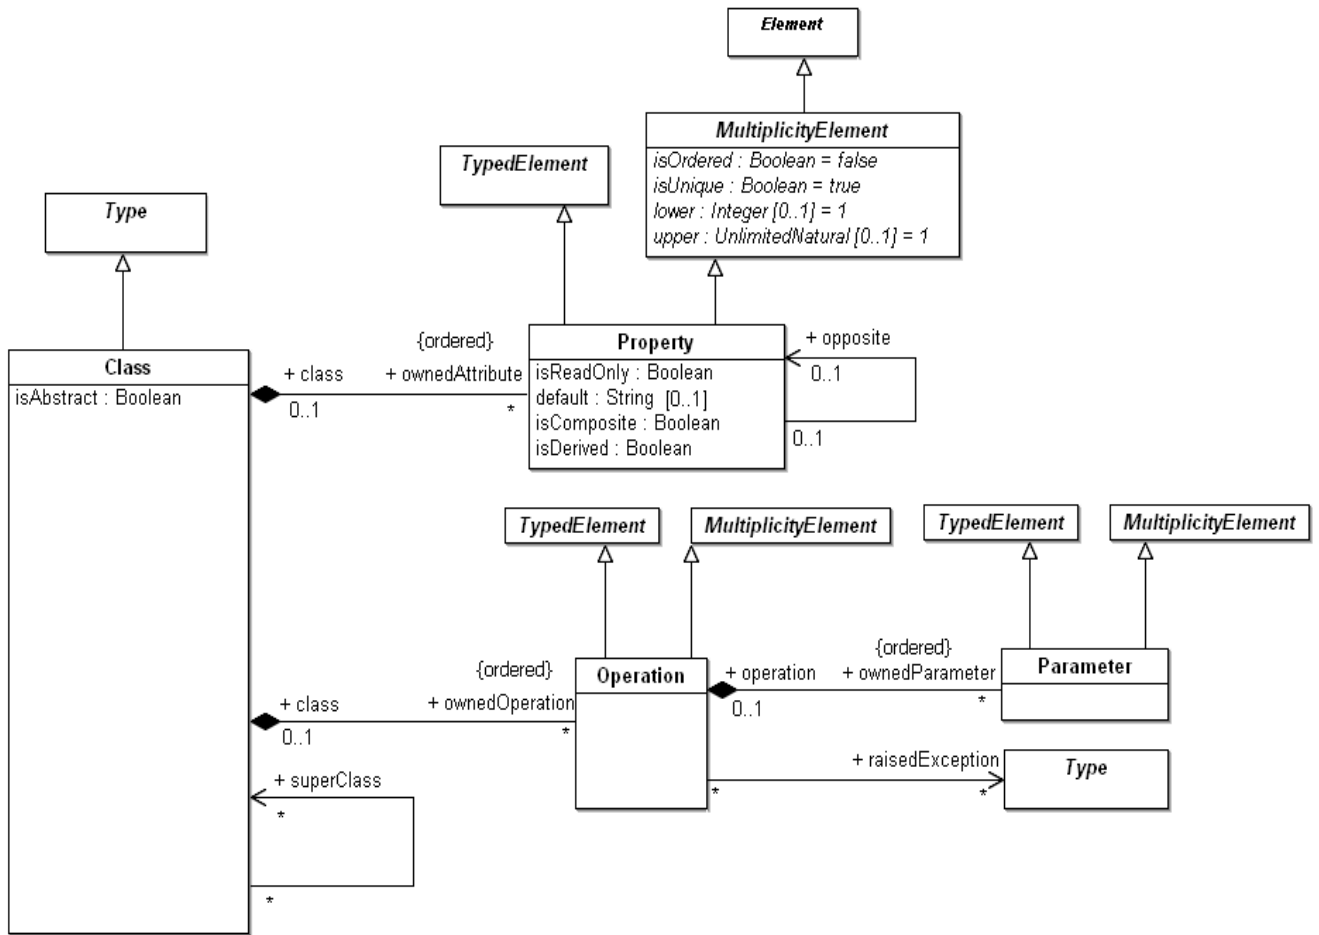 Element
MultiplicityElement
isOrdered : Boolean = false
isUnique : Boolean = true
lower : Integer [0..1] = 1
upper : UnlimitedNatural [0..1] = 1
TypedElement
Type
Class
isAbstract : Boolean
+ class
0..1
{ordered}
+ ownedAttribute
*
Property
isReadOnly : Boolean
default : String [0..1]
isComposite : Boolean
isDerived : Boolean
+ opposite
0..1
0..1
TypedElement
MultiplicityElement
TypedElement
MultiplicityElement
+ class
0..1
{ordered}
+ ownedOperation
*
Operation
+ operation
0..1
{ordered}
+ ownedParameter
*
Parameter
+ raisedException
*
*
Type
+ superClass
*
*